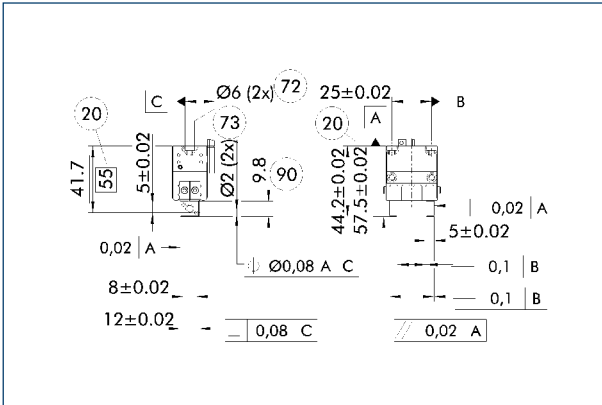 C
Ø6 (2x) 72
25±0.02
B
20
73
20
A
41.7
55
5±0.02
Ø2 (2x)
9.8
90
44.2±0.02
57.5±0.02
0,02 A
5±0.02
0,02 A
Ø0,08 A C
0,1 B
8±0.02
0,1 B
12±0.02
0,08 C
// 0,02 A